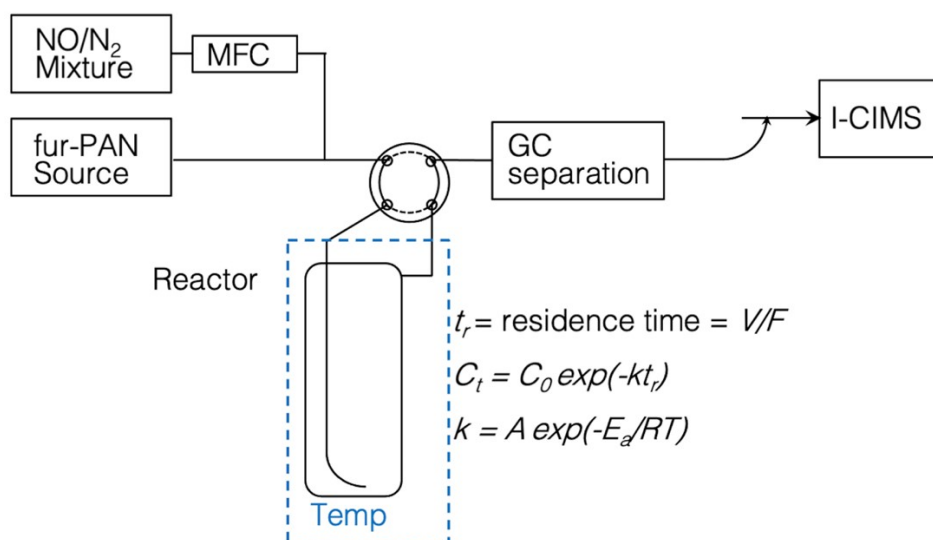 NO/N₂
Mixture
MFC
fur-PAN
Source
GC
separation
I-CIMS
Reactor
tᵣ = residence time = V/F
Cₜ = C₀ exp(-ktᵣ)
k = A exp(-Eₐ/RT)
Temp